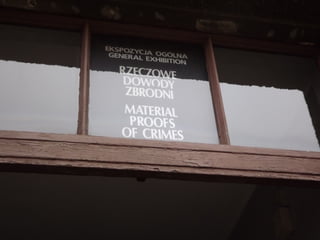 EKSPOZYCJA OGÓLNA
GENERAL EXHIBITION
RZECZOWE
DOWODY
ZBRODNI
MATERIAL
PROOFS
OF CRIMES